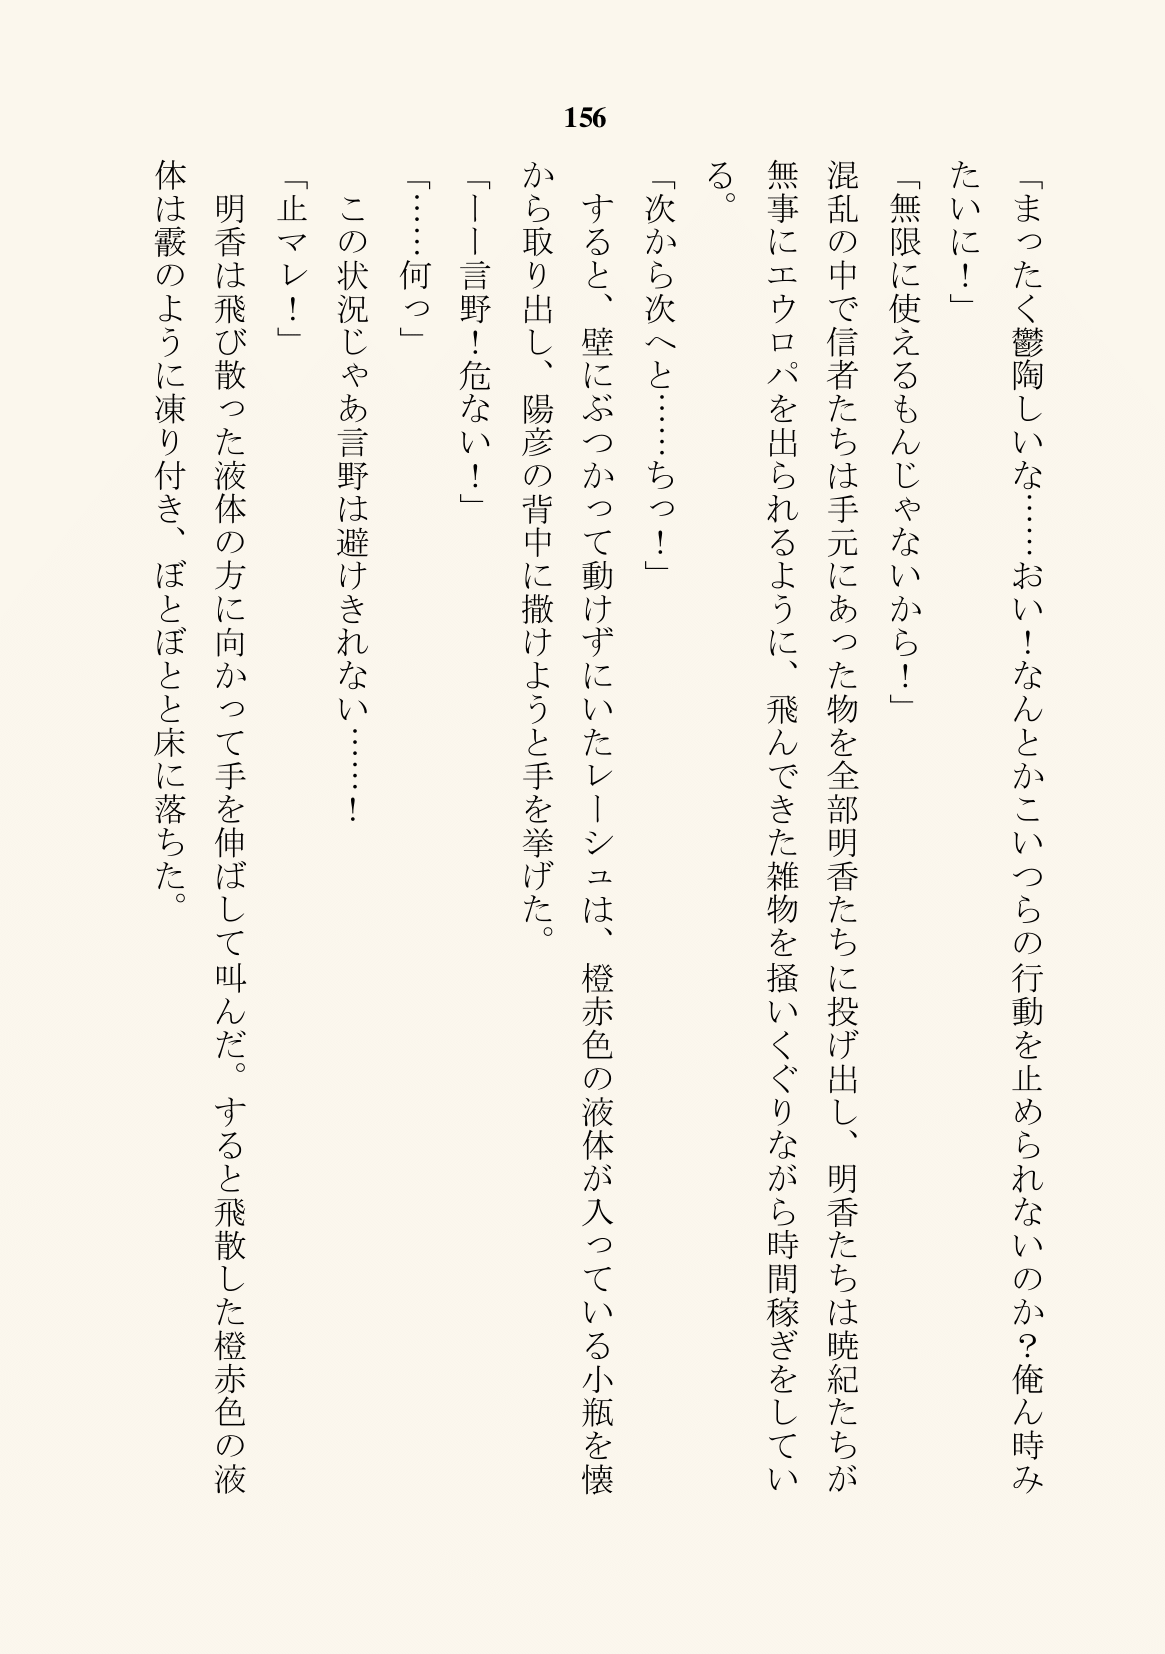 156
「まったく鬱陶しいな……おい！なんとかこいつらの行動を止められないのか？俺ん時み
たいに！」
「無限に使えるもんじゃないから！」
混乱の中で信者たちは手元にあった物を全部明香たちに投げ出し、明香たちは暁紀たちが
無事にエウロパを出られるように、飛んできた雑物を掻いくぐりながら時間稼ぎをしてい
る。
「次から次へと……ちっ！」
　すると、壁にぶつかって動けずにいたレーシュは、橙赤色の液体が入っている小瓶を懐
から取り出し、陽彦の背中に撒けようと手を挙げた。
「ーー言野！危ない！」
「……何っ」
　この状況じゃあ言野は避けきれない……！
「止マレ！」
　明香は飛び散った液体の方に向かって手を伸ばして叫んだ。すると飛散した橙赤色の液
体は霰のように凍り付き、ぼとぼとと床に落ちた。